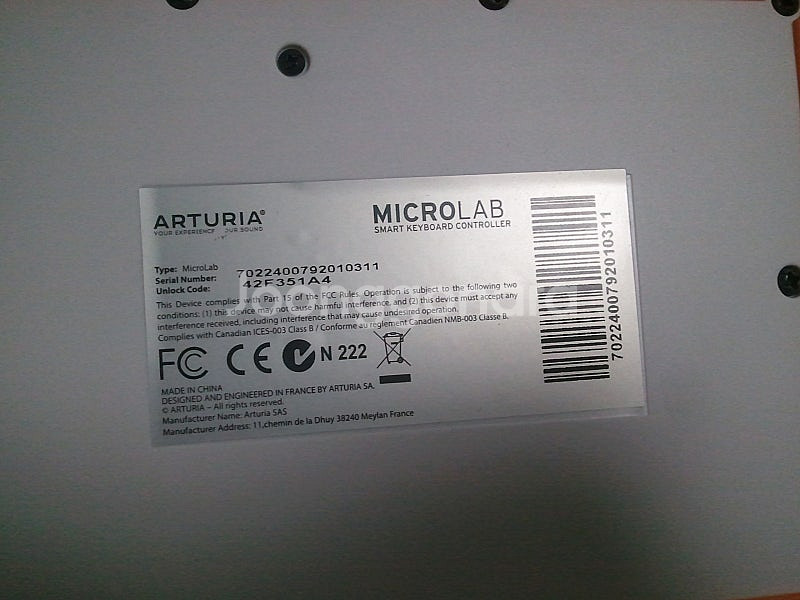 ARTURIA®
YOUR EXPERIENCE YOUR SOUND
MICROLAB
SMART KEYBOARD CONTROLLER
Type: MicroLab
Serial Number: 7022400792010311
Unlock Code: 42F351A4
This Device complies with Part 15 of the FCC Rules. Operation is subject to the following two
conditions: (1) this device may not cause harmful interference, and (2) this device must accept any
interference received, including interference that may cause undesired operation.
Complies with Canadian ICES-003 Class B / Conforme au règlement Canadien NMB-003 Classe B.
FC CE N 222
MADE IN CHINA
DESIGNED AND ENGINEERED IN FRANCE BY ARTURIA SA.
© ARTURIA – All rights reserved.
Manufacturer Name: Arturia SAS
Manufacturer Address: 11,chemin de la Dhuy 38240 Meylan France
7022400792010311